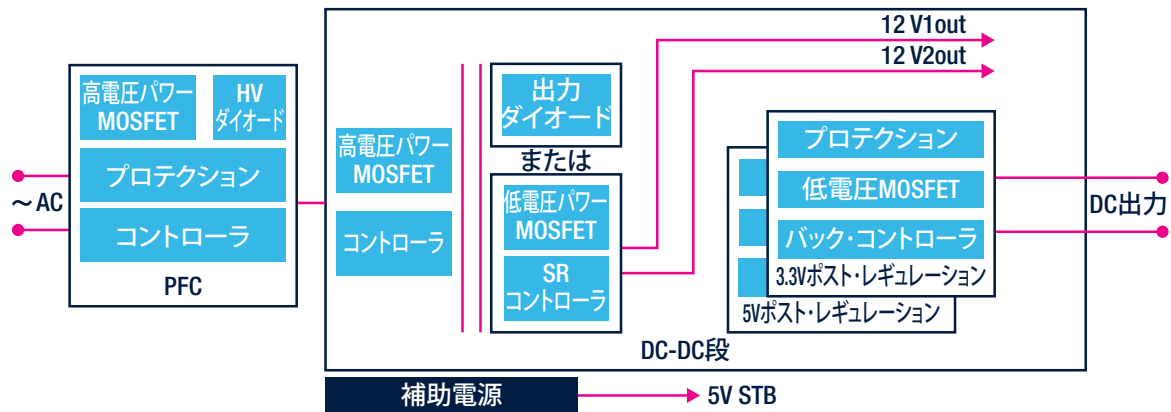 12 V1out
12 V2out
高電圧パワー
MOSFET
HV
ダイオード
プロテクション
コントローラ
PFC
～AC
高電圧パワー
MOSFET
コントローラ
出力
ダイオード
または
低電圧パワー
MOSFET
SR
コントローラ
プロテクション
低電圧MOSFET
バック・コントローラ
3.3Vポスト・レギュレーション
5Vポスト・レギュレーション
DC出力
DC-DC段
補助電源
5V STB